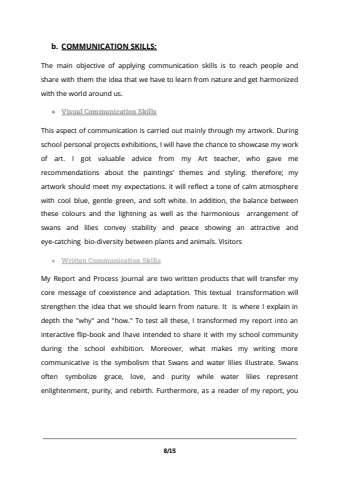 b. COMMUNICATION SKILLS:
The main objective of applying communication skills is to reach people and
share with them the idea that we have to learn from nature and get harmonized
with the world around us.
● Visual Communication Skills
This aspect of communication is carried out mainly through my artwork. During
school personal projects exhibitions, I will have the chance to showcase my work
of art. I got valuable advice from my Art teacher, who gave me
recommendations about the paintings' themes and styling. therefore; my
artwork should meet my expectations. it will reflect a tone of calm atmosphere
with cool blue, gentle green, and soft white. In addition, the balance between
these colours and the lightning as well as the harmonious arrangement of
swans and lilies convey stability and peace showing an attractive and
eye-catching bio-diversity between plants and animals. Visitors
● Written Communication Skills
My Report and Process Journal are two written products that will transfer my
core message of coexistence and adaptation. This textual transformation will
strengthen the idea that we should learn from nature. It is where I explain in
depth the "why" and "how." To test all these, I transformed my report into an
interactive flip-book and Ihave intended to share it with my school community
during the school exhibition. Moreover, what makes my writing more
communicative is the symbolism that Swans and water lilies illustrate. Swans
often symbolize grace, love, and purity while water lilies represent
enlightenment, purity, and rebirth. Furthermore, as a reader of my report, you
8/15